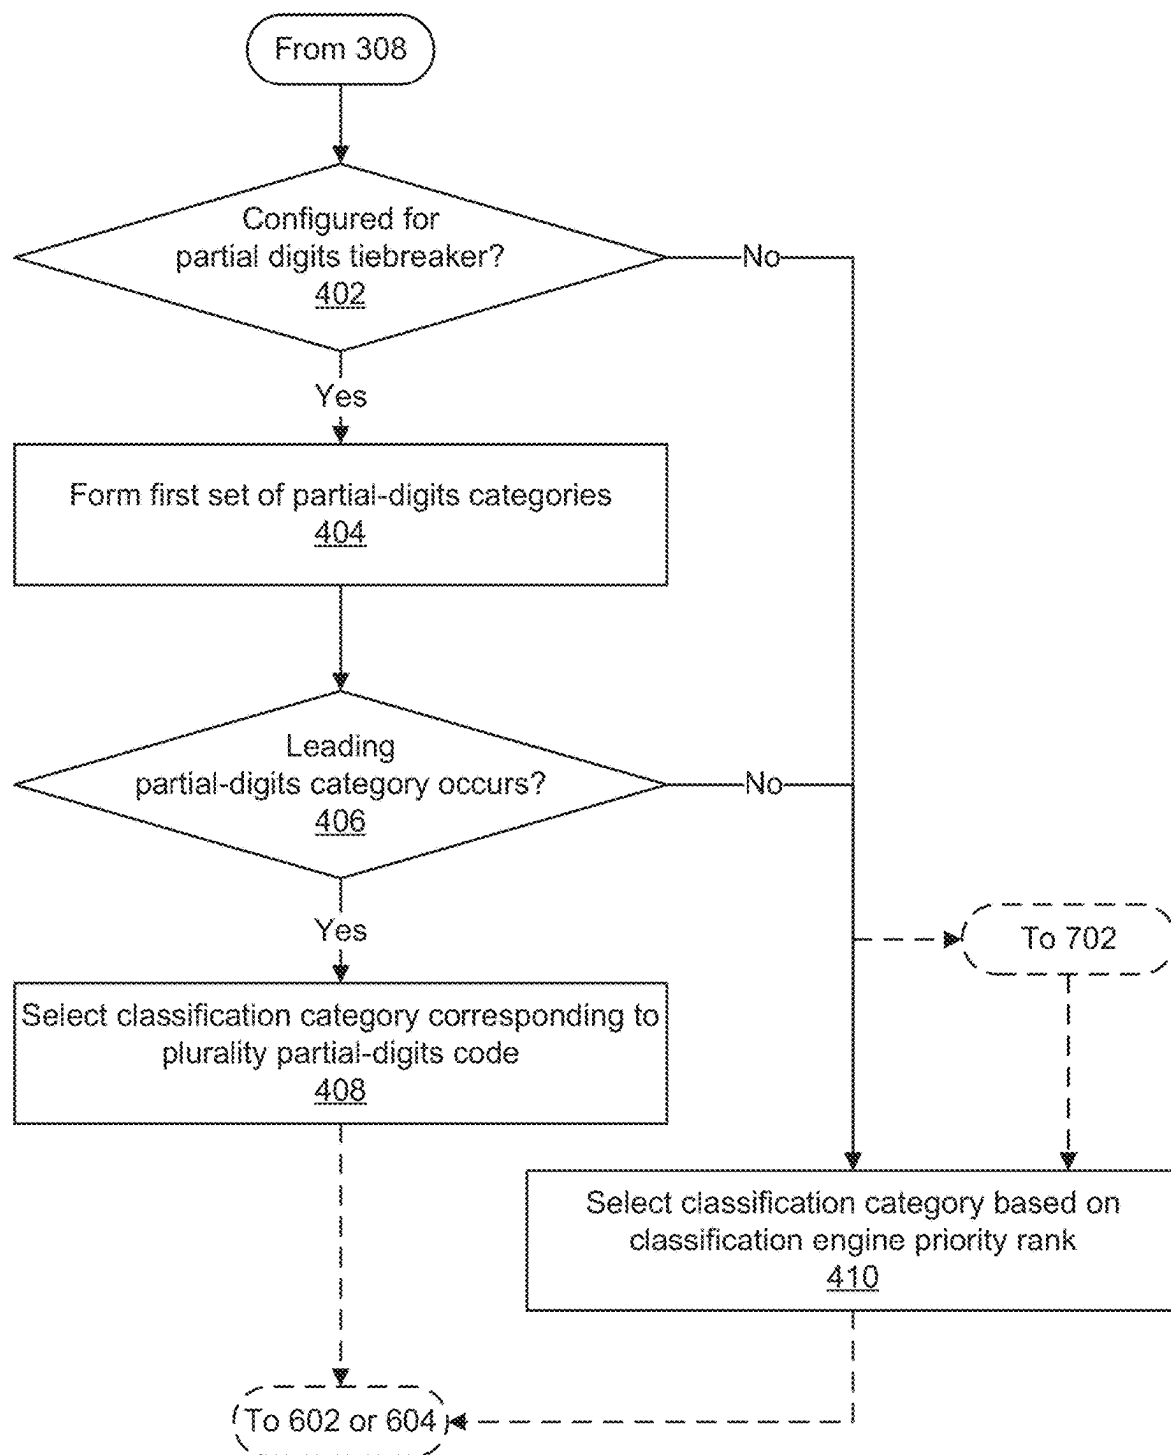 From 308
Configured for
partial digits tiebreaker?
402
No
Yes
Form first set of partial-digits categories
404
Leading
partial-digits category occurs?
406
No
Yes
To 702
Select classification category corresponding to
plurality partial-digits code
408
Select classification category based on
classification engine priority rank
410
To 602 or 604